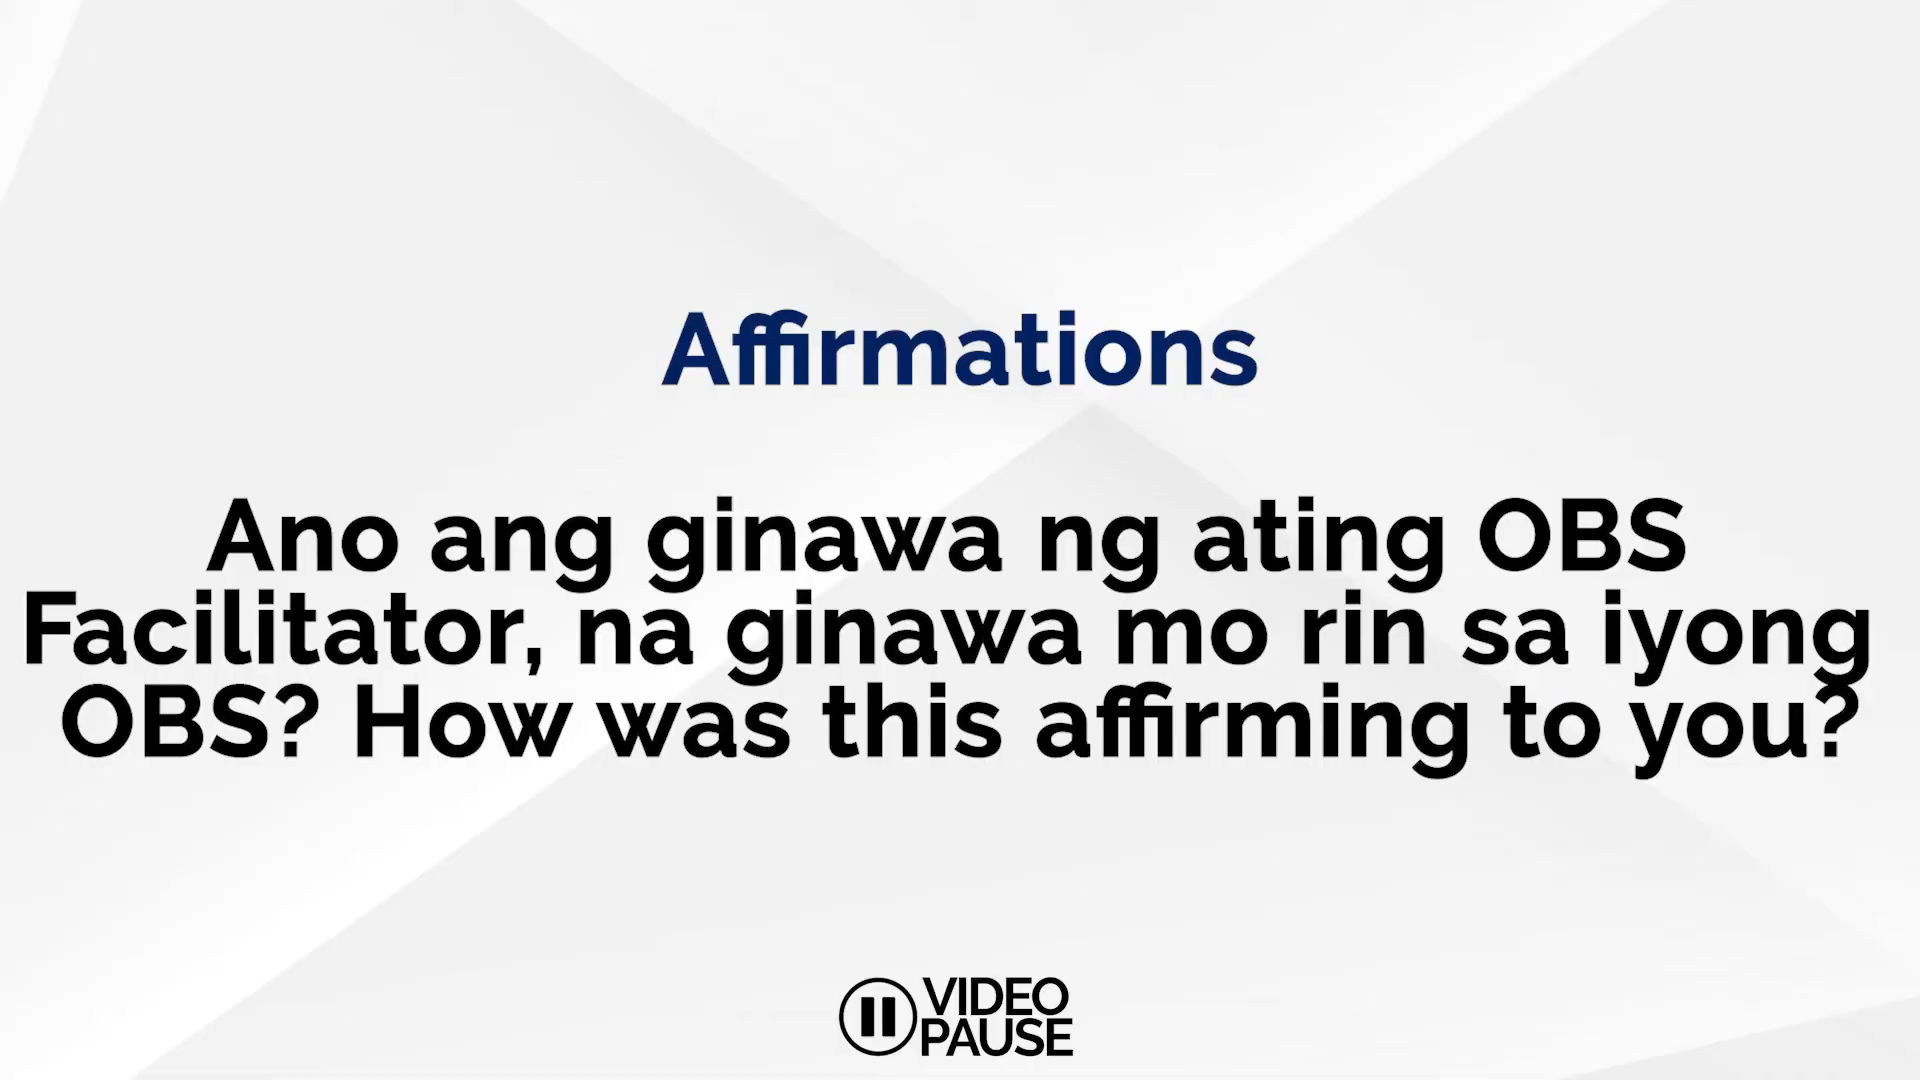 Affirmations
Ano ang ginawa ng ating OBS
Facilitator, na ginawa mo rin sa iyong
OBS? How was this affirming to you?
VIDEO
PAUSE